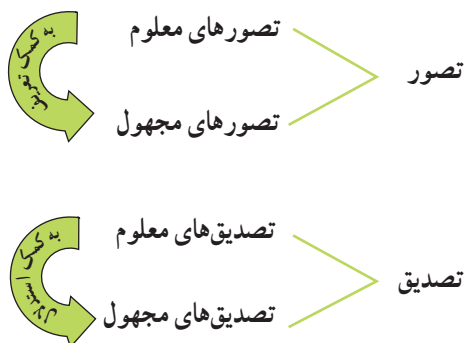 تصور
تصورهای معلوم
تصورهای مجهول
به کمک تعریف
تصدیق
تصدیق‌های معلوم
تصدیق‌های مجهول
به کمک استدلال